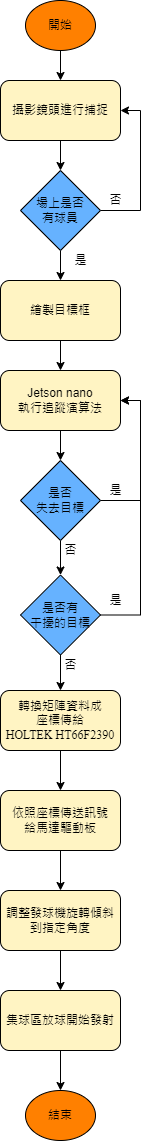 開始
攝影鏡頭進行捕捉
場上是否
有球員
否
是
繪製目標框
Jetson nano
執行追蹤演算法
是否
失去目標
是
否
是否有
干擾的目標
是
否
轉換矩陣資料成
座標傳給
HOLTEK HT66F2390
依照座標傳送訊號
給馬達驅動板
調整發球機旋轉傾斜
到指定角度
集球區放球開始發射
結束